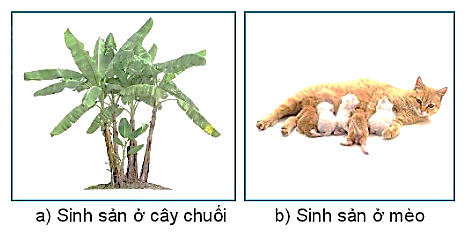 a) Sinh sản ở cây chuối
b) Sinh sản ở mèo